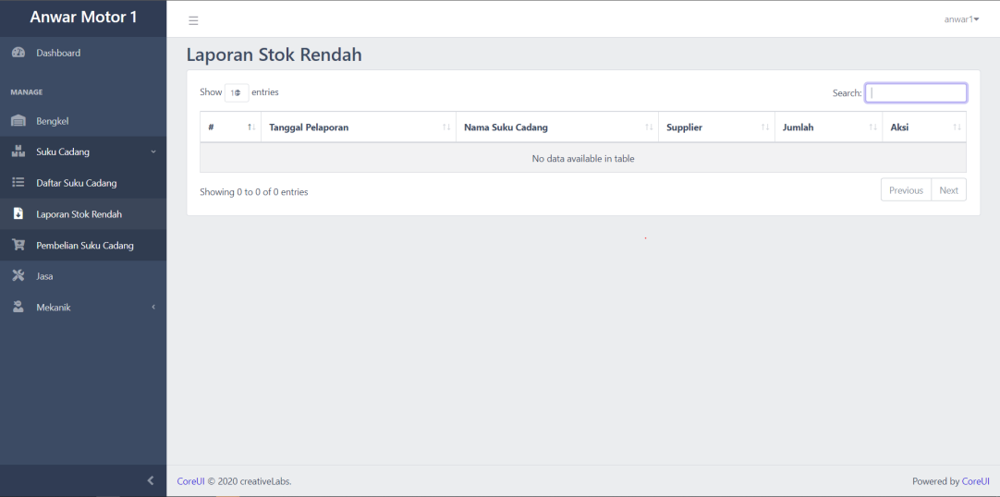 Anwar Motor 1
anwar1
Dashboard
Laporan Stok Rendah
MANAGE
Show entries
Search:
Bengkel
# Tanggal Pelaporan Nama Suku Cadang Supplier Jumlah Aksi
Suku Cadang
No data available in table
Daftar Suku Cadang
Showing 0 to 0 of 0 entries
Previous Next
Laporan Stok Rendah
Pembelian Suku Cadang
Jasa
Mekanik
CoreUI © 2020 creativeLabs.
Powered by CoreUI